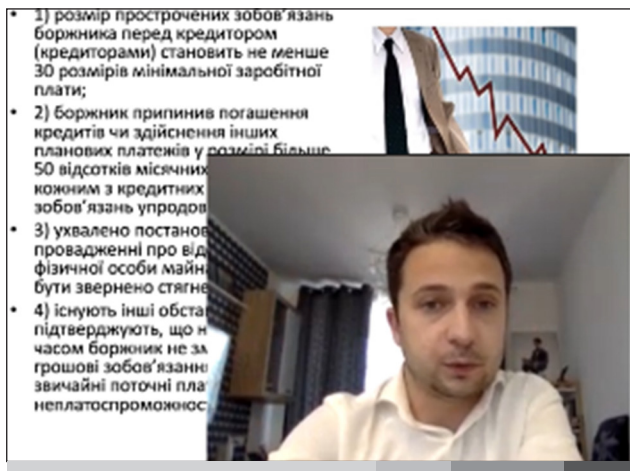 1) розмір прострочених зобов'язань
боржника перед кредитором
(кредиторами) становить не менше
30 розмірів мінімальної заробітної
плати;
2) боржник припинив погашення
кредитів чи здійснення інших
планових платежів у розмірі більше
50 відсотків місячних
кожним з кредитних
зобов'язань упродов
3) ухвалено постанов
провадженні про від
фізичної особи майн
бути звернено стягне
4) існують інші обста
підтверджують, що н
часом боржник не зм
грошові зобов'язанн
звичайні поточні пла
неплатоспроможнос